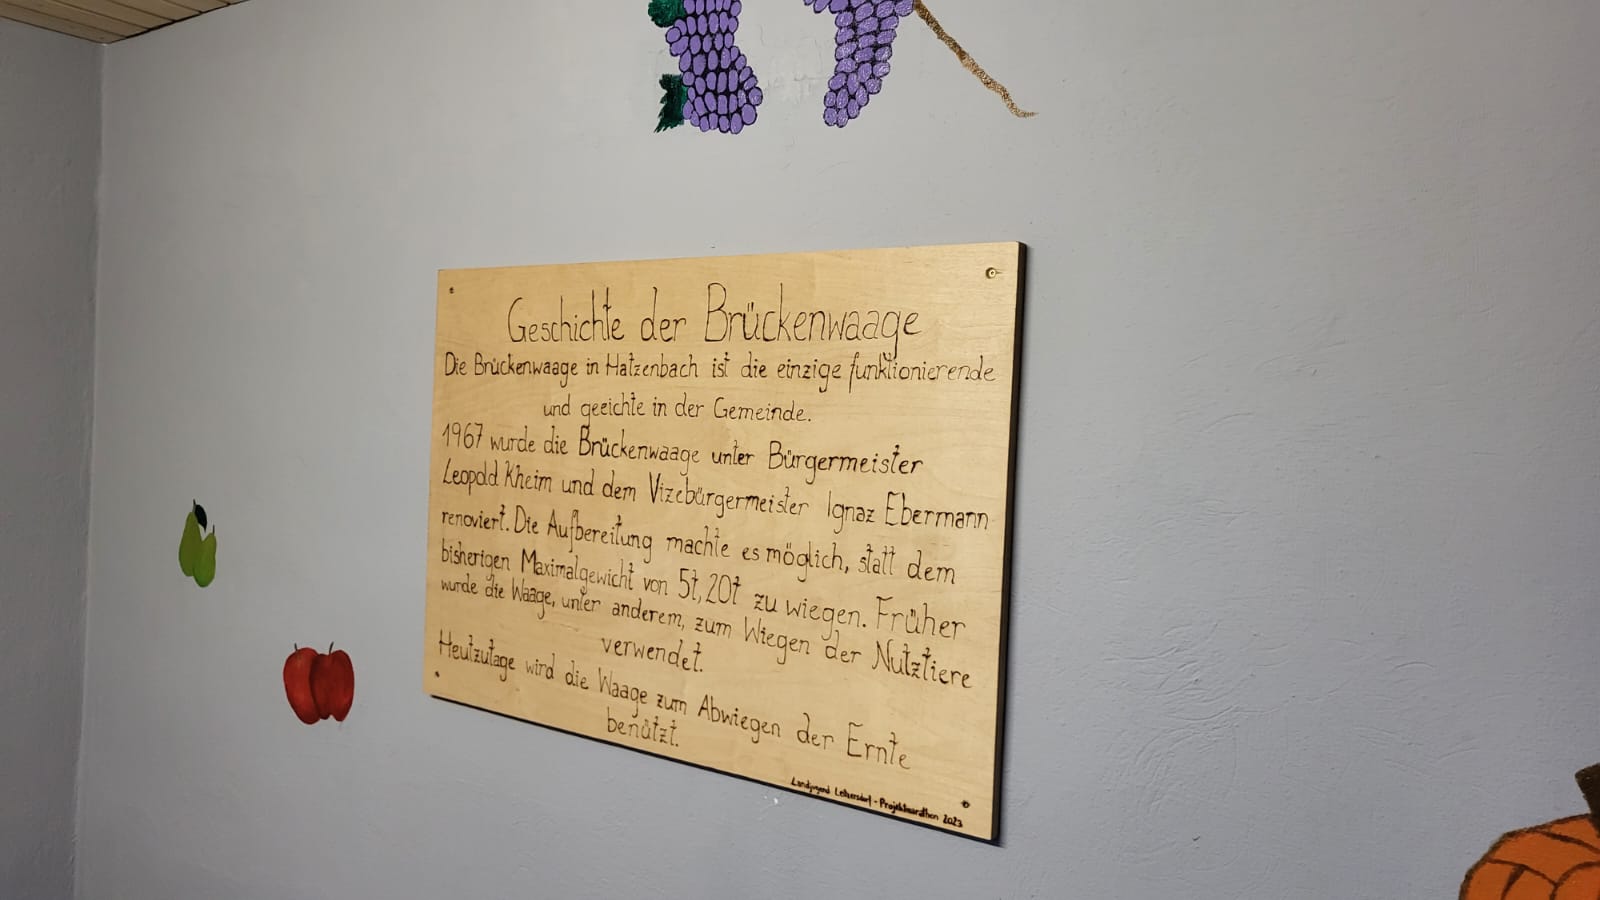 Geschichte der Brückenwaage
Die Brückenwaage in Hatzenbach ist die einzige funktionierende
und geeichte in der Gemeinde.
1967 wurde die Brückenwaage unter Bürgermeister
Leopold Kheim und dem Vizebürgermeister Ignaz Ebermann
renoviert. Die Aufbereitung machte es möglich, statt dem
bisherigen Maximalgewicht von 5t, 20t zu wiegen. Früher
wurde die Waage, unter anderem, zum Wiegen der Nutztiere
verwendet.
Heutzutage wird die Waage zum Abwiegen der Ernte
benützt.
Landjugend Leitzersdorf - Projektmarathon 2023